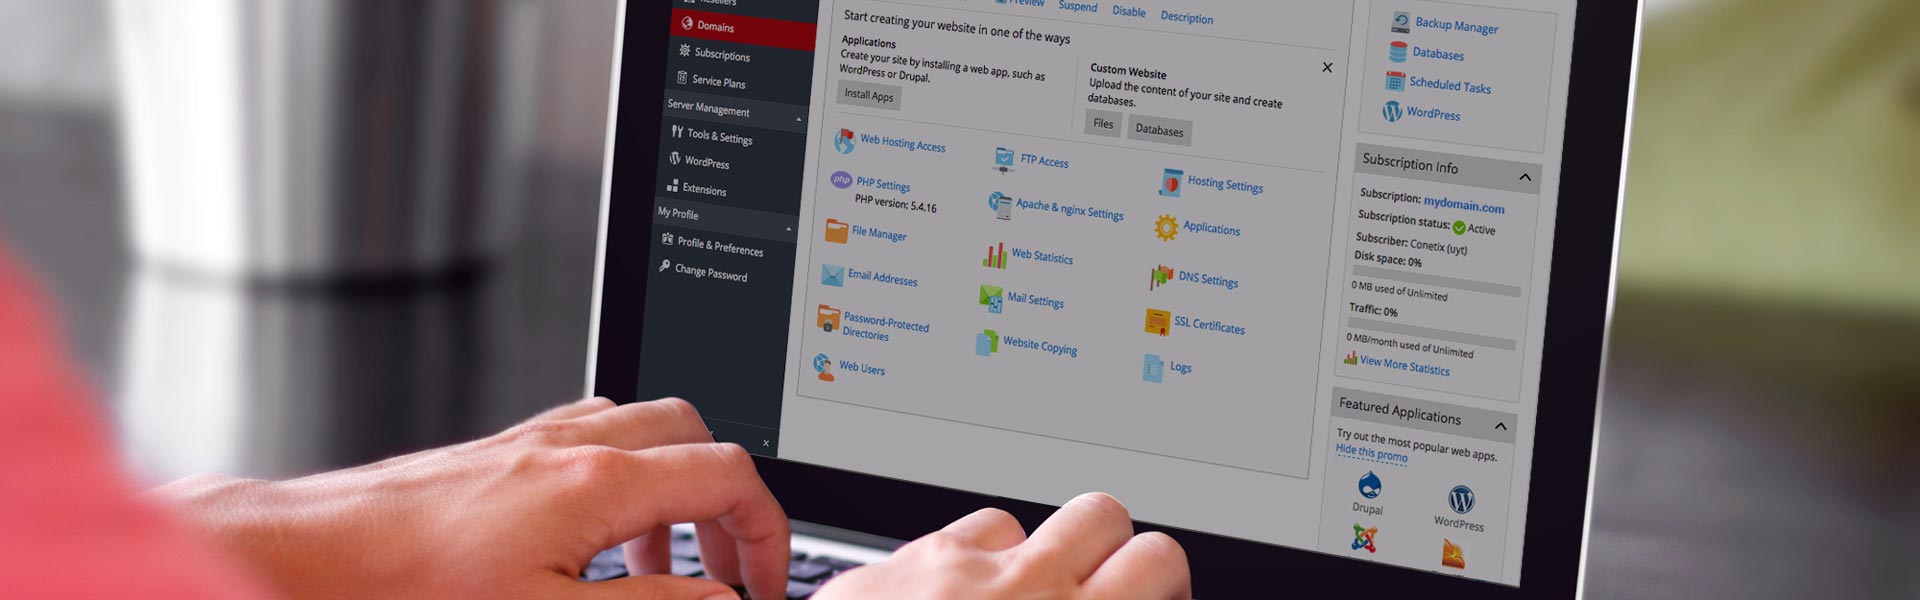 Resellers
Domains
Subscriptions
Service Plans
Server Management
Tools & Settings
WordPress
Extensions
My Profile
Profile & Preferences
Change Password
Preview
Suspend
Disable
Description
Start creating your website in one of the ways
Applications
Create your site by installing a web app, such as
WordPress or Drupal.
Install Apps
Custom Website
Upload the content of your site and create
databases.
Files
Databases
Web Hosting Access
FTP Access
Hosting Settings
php
PHP Settings
PHP version: 5.4.16
Apache & nginx Settings
Applications
File Manager
Web Statistics
DNS Settings
Email Addresses
Mail Settings
SSL Certificates
Password-Protected
Directories
Website Copying
Logs
Web Users
Backup Manager
Databases
Scheduled Tasks
WordPress
Subscription Info
Subscription: mydomain.com
Subscription status: Active
Subscriber: Conetix (uyt)
Disk space: 0%
0 MB used of Unlimited
Traffic: 0%
0 MB/month used of Unlimited
View More Statistics
Featured Applications
Try out the most popular web apps.
Hide this promo
Drupal
WordPress